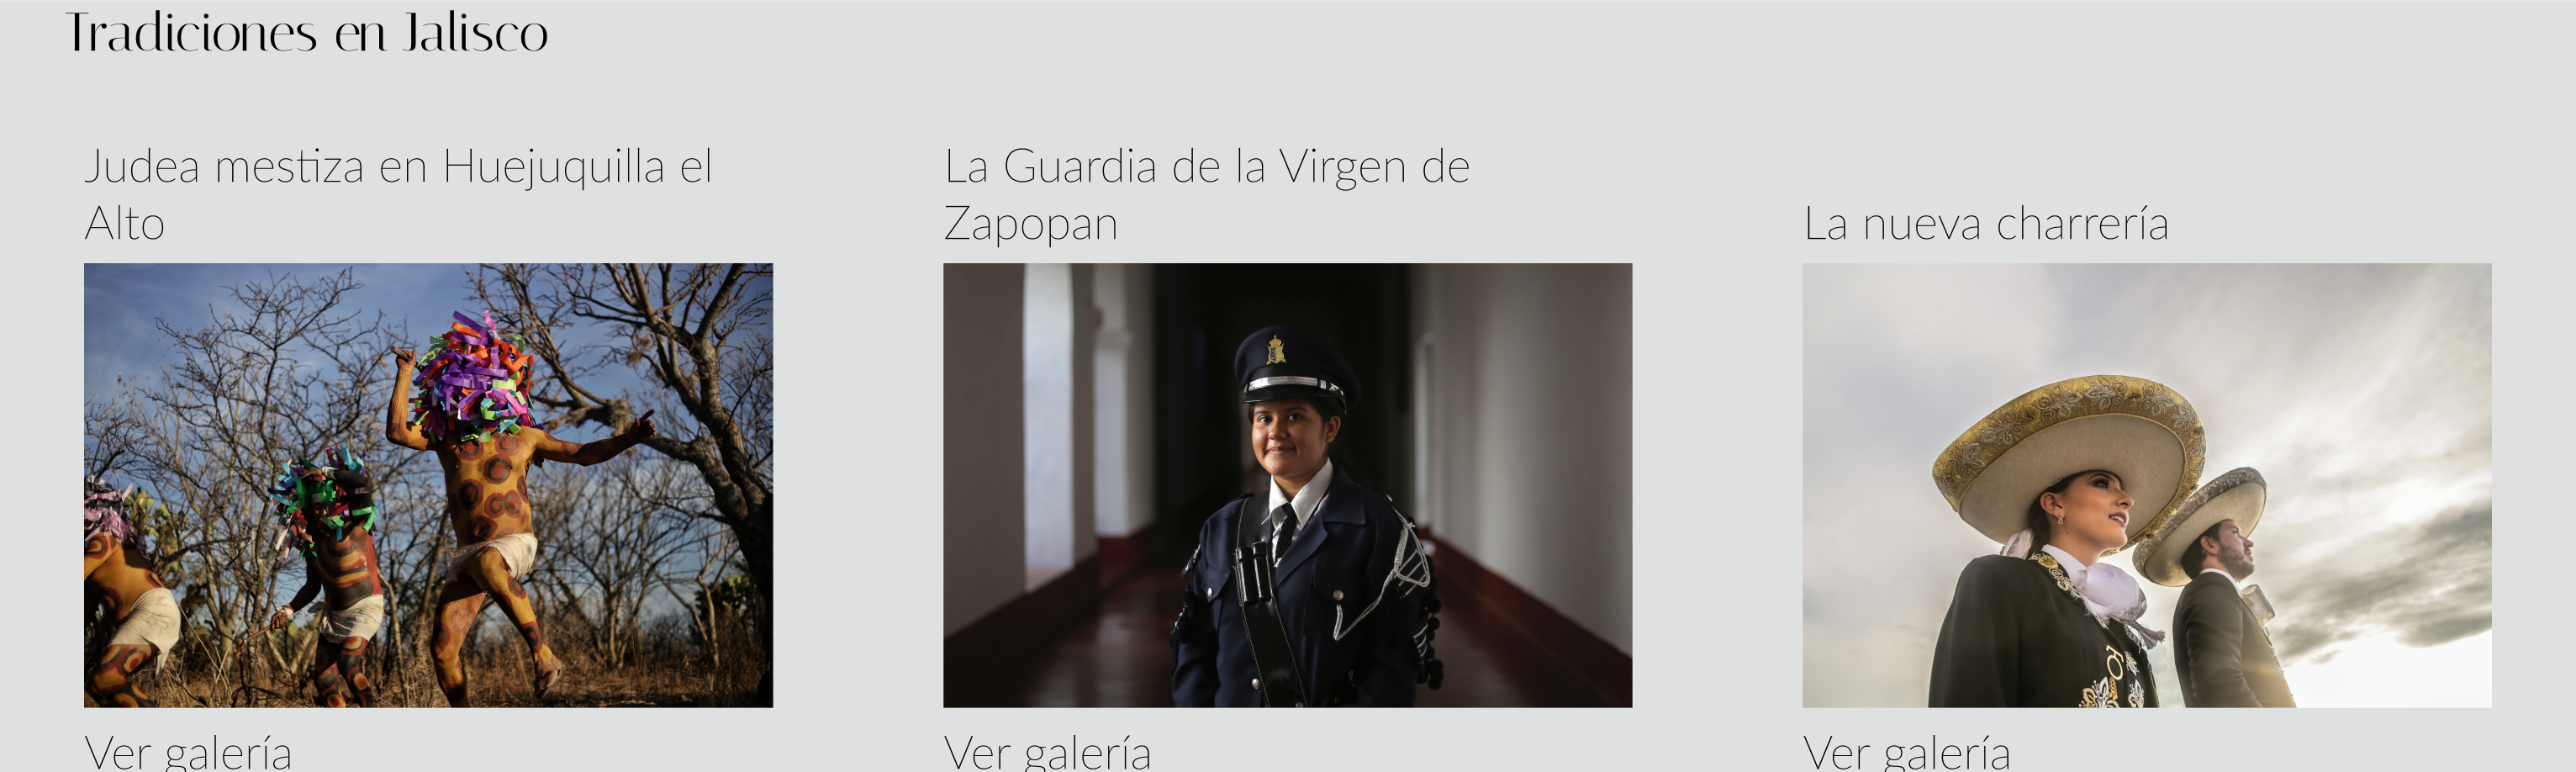 Tradiciones en Jalisco
Judea mestiza en Huejuquilla el
Alto
La Guardia de la Virgen de
Zapopan
La nueva charrería
Ver galería
Ver galería
Ver galería